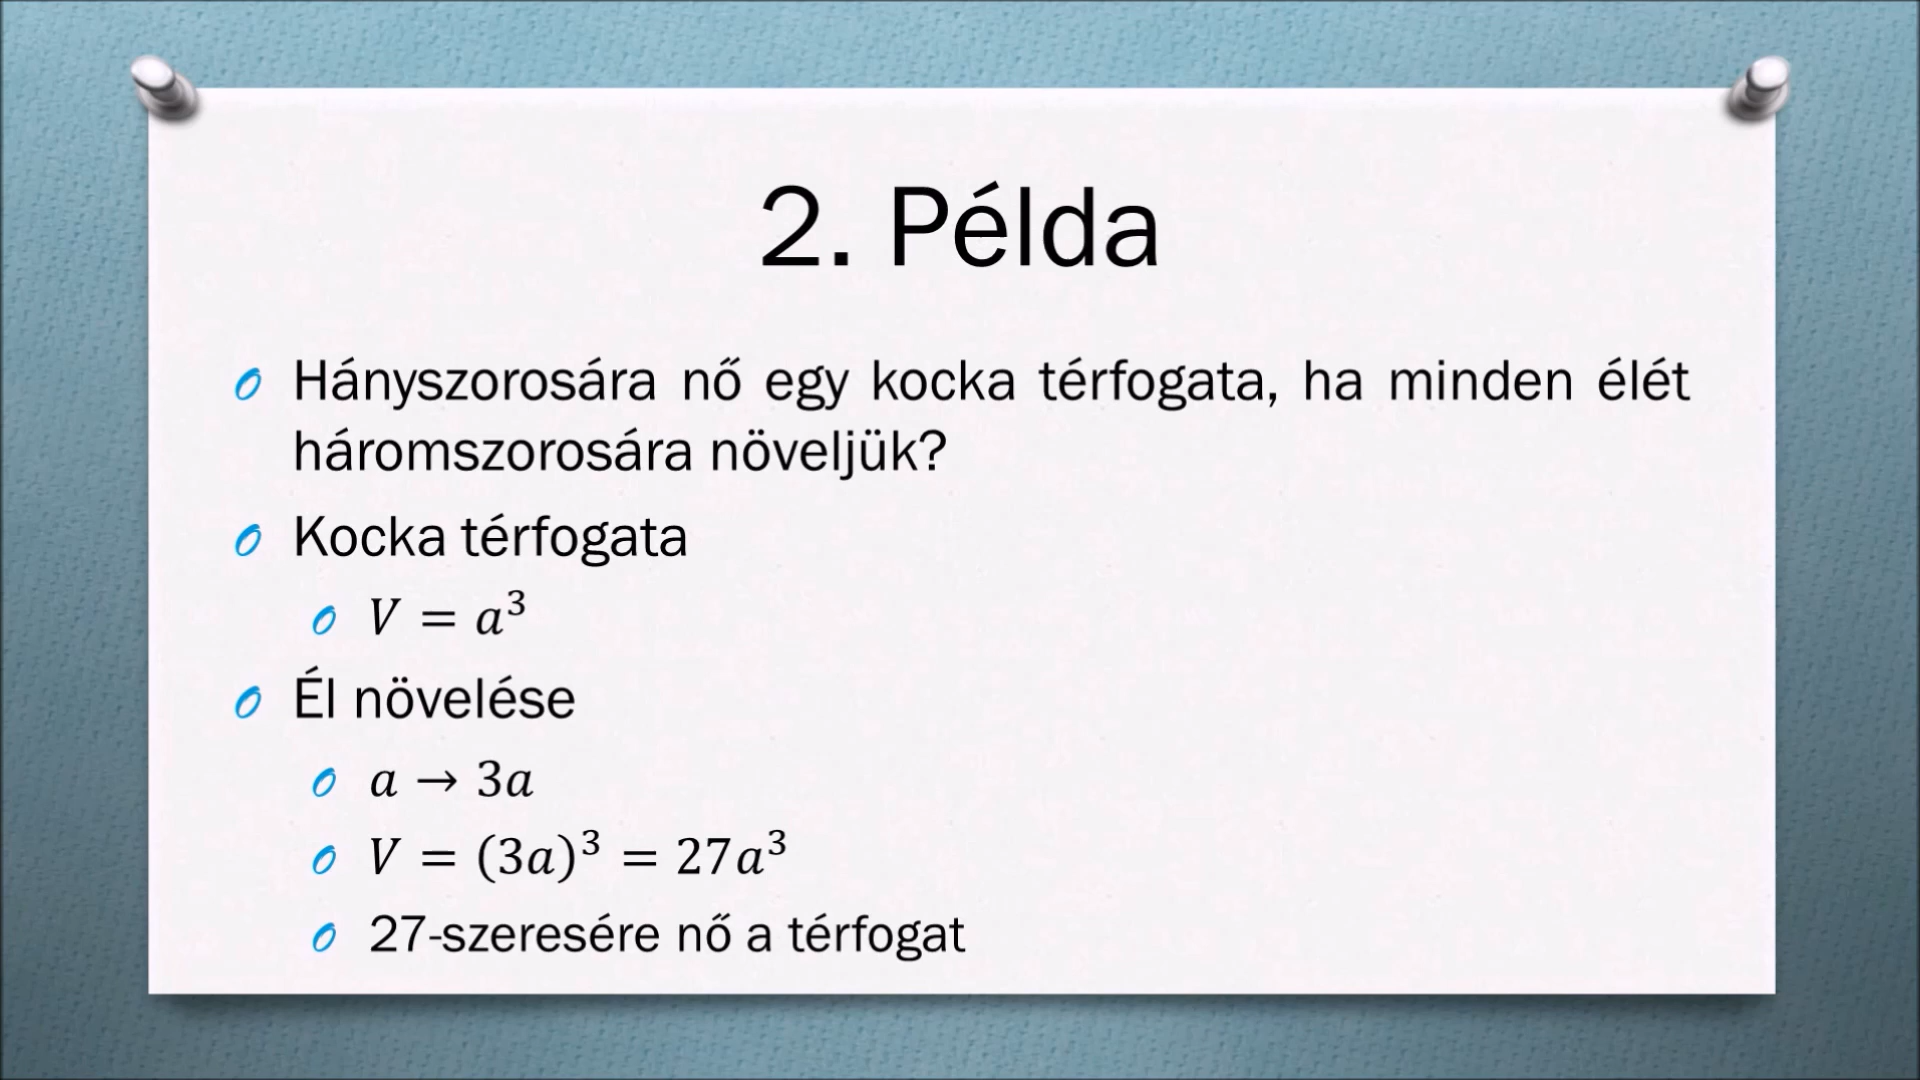 2. Példa
Hányszorosára nő egy kocka térfogata, ha minden élét
háromszorosára növeljük?
Kocka térfogata
V = a³
Él növelése
a → 3a
V = (3a)³ = 27a³
27-szeresére nő a térfogat